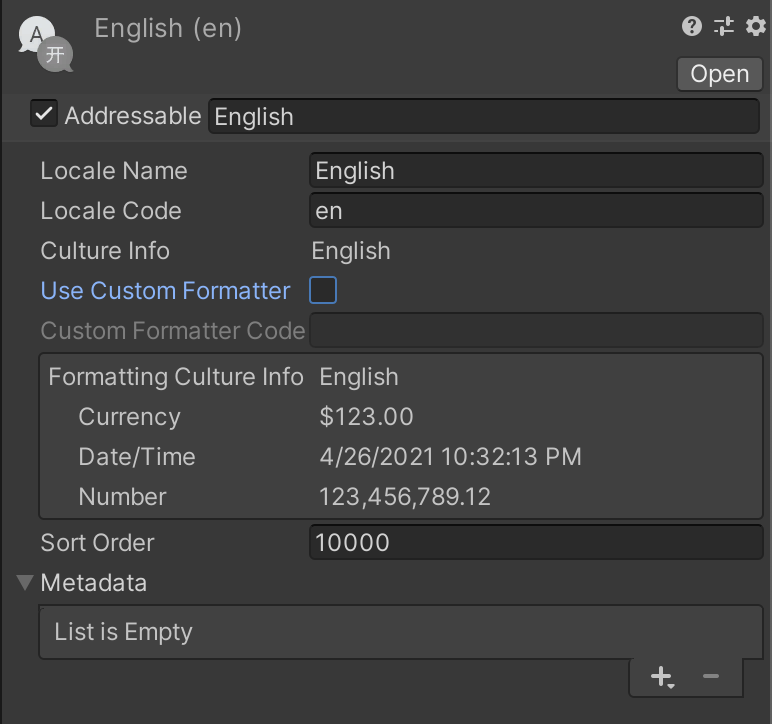 A
开
English (en)
Open
Addressable English
Locale Name English
Locale Code en
Culture Info English
Use Custom Formatter
Custom Formatter Code
Formatting Culture Info English
Currency $123.00
Date/Time 4/26/2021 10:32:13 PM
Number 123,456,789.12
Sort Order 10000
Metadata
List is Empty